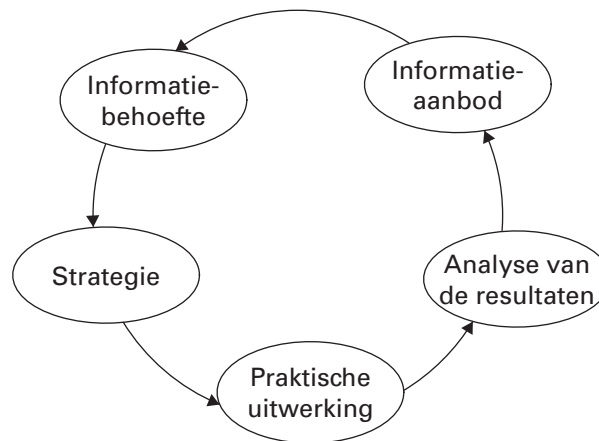 Informatie-
behoefte
Informatie-
aanbod
Strategie
Analyse van
de resultaten
Praktische
uitwerking